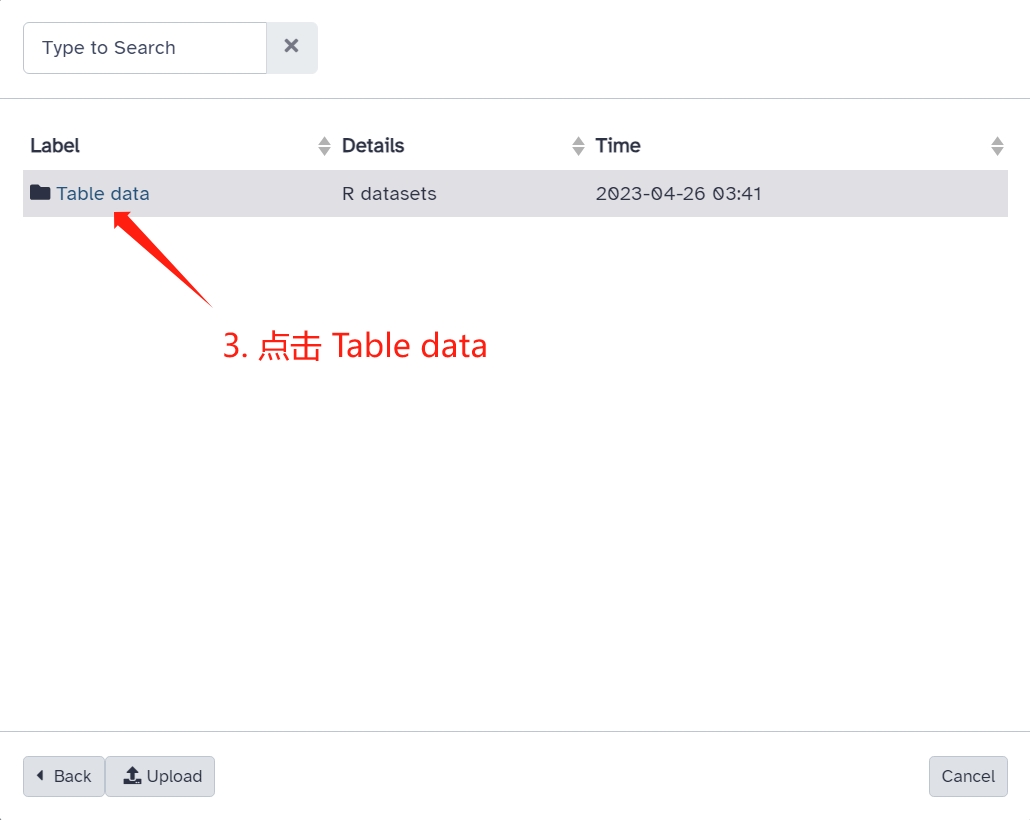 Type to Search
Label Details Time
Table data R datasets 2023-04-26 03:41
3. 点击 Table data
Back Upload Cancel